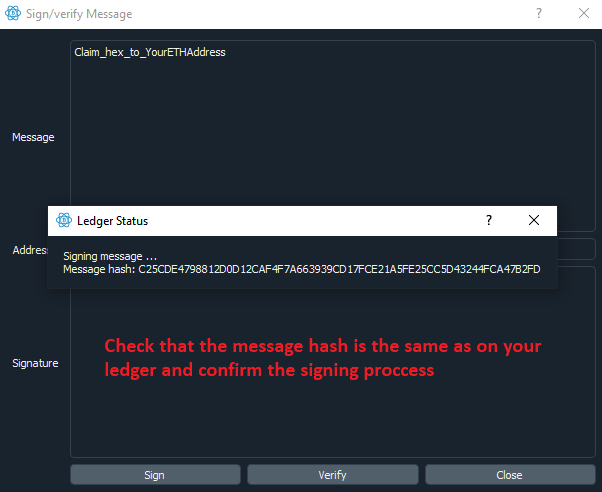 Sign/verify Message
?
Claim_hex_to_YourETHAddress
Message
Ledger Status
?
Address
Signing message ...
Message hash: C25CDE4798812D0D12CAF4F7A663939CD17FCE21A5FE25CC5D43244FCA47B2FD
Check that the message hash is the same as on your
ledger and confirm the signing proccess
Signature
Sign
Verify
Close